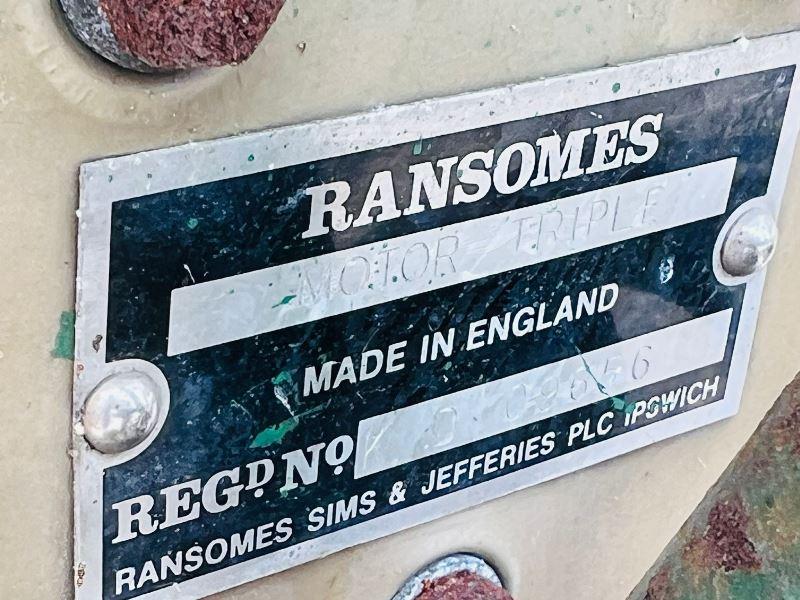 RANSOMES
MOTOR TRIPLE
MADE IN ENGLAND
REGD NO
RANSOMES SIMS & JEFFERIES PLC IPSWICH